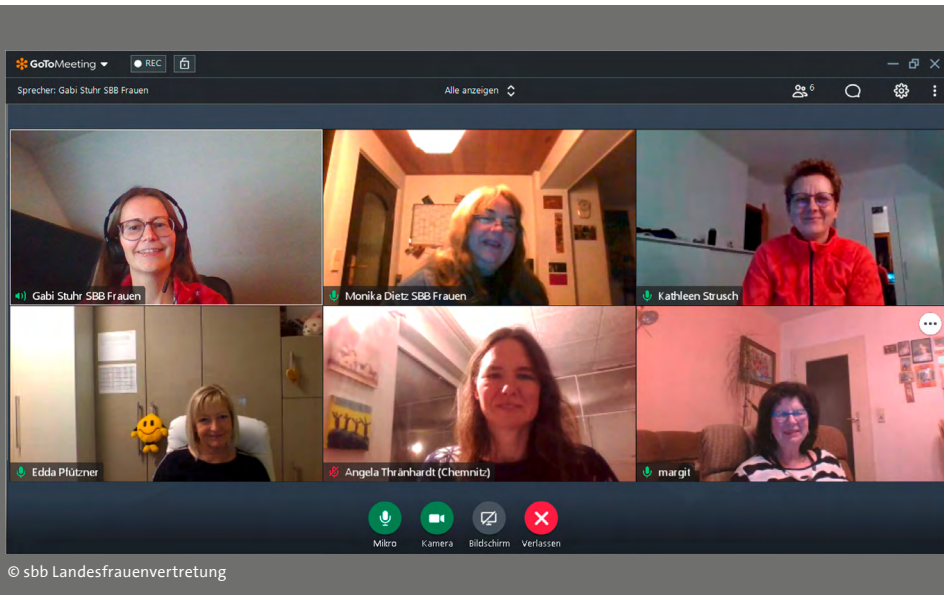 GoToMeeting
REC
Sprecher: Gabi Stuhr SBB Frauen
Alle anzeigen
6
Gabi Stuhr SBB Frauen
Monika Dietz SBB Frauen
Kathleen Strusch
Edda Pfützner
Angela Thränhardt (Chemnitz)
margit
Mikro
Kamera
Bildschirm
Verlassen
© sbb Landesfrauenvertretung